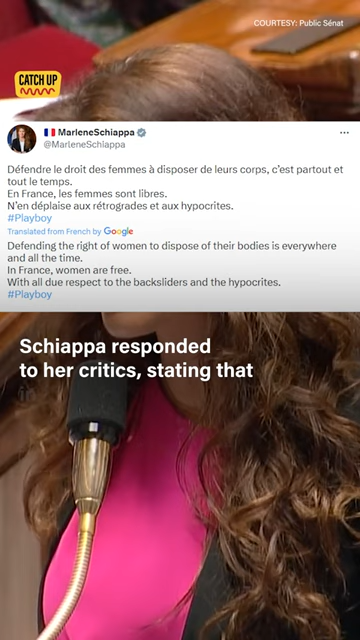 COURTESY: Public Sénat
CATCH UP
MarleneSchiappa
@MarleneSchiappa
Défendre le droit des femmes à disposer de leurs corps, c'est partout et
tout le temps.
En France, les femmes sont libres.
N'en déplaise aux rétrogrades et aux hypocrites.
#Playboy
Translated from French by Google
Defending the right of women to dispose of their bodies is everywhere
and all the time.
In France, women are free.
With all due respect to the backsliders and the hypocrites.
#Playboy
Schiappa responded
to her critics, stating that